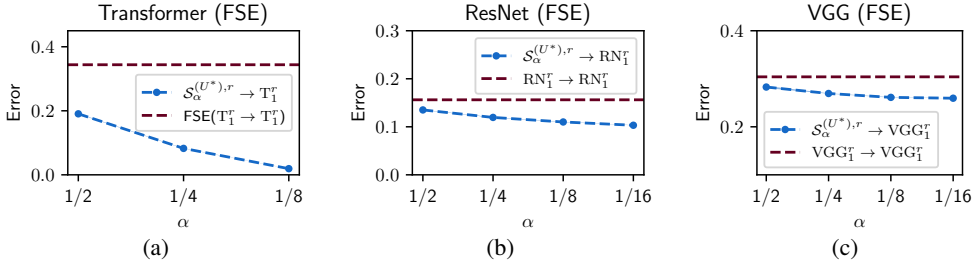 Transformer (FSE)
0.4
0.2
0.0
Error
S_α^{(U*),r} → T_1^r
FSE(T_1^r → T_1^r)
1/2 1/4 1/8
α
(a)
ResNet (FSE)
0.3
0.2
0.1
0.0
Error
S_α^{(U*),r} → RN_1^r
RN_1^r → RN_1^r
1/2 1/4 1/8 1/16
α
(b)
VGG (FSE)
0.4
0.2
Error
S_α^{(U*),r} → VGG_1^r
VGG_1^r → VGG_1^r
1/2 1/4 1/8 1/16
α
(c)